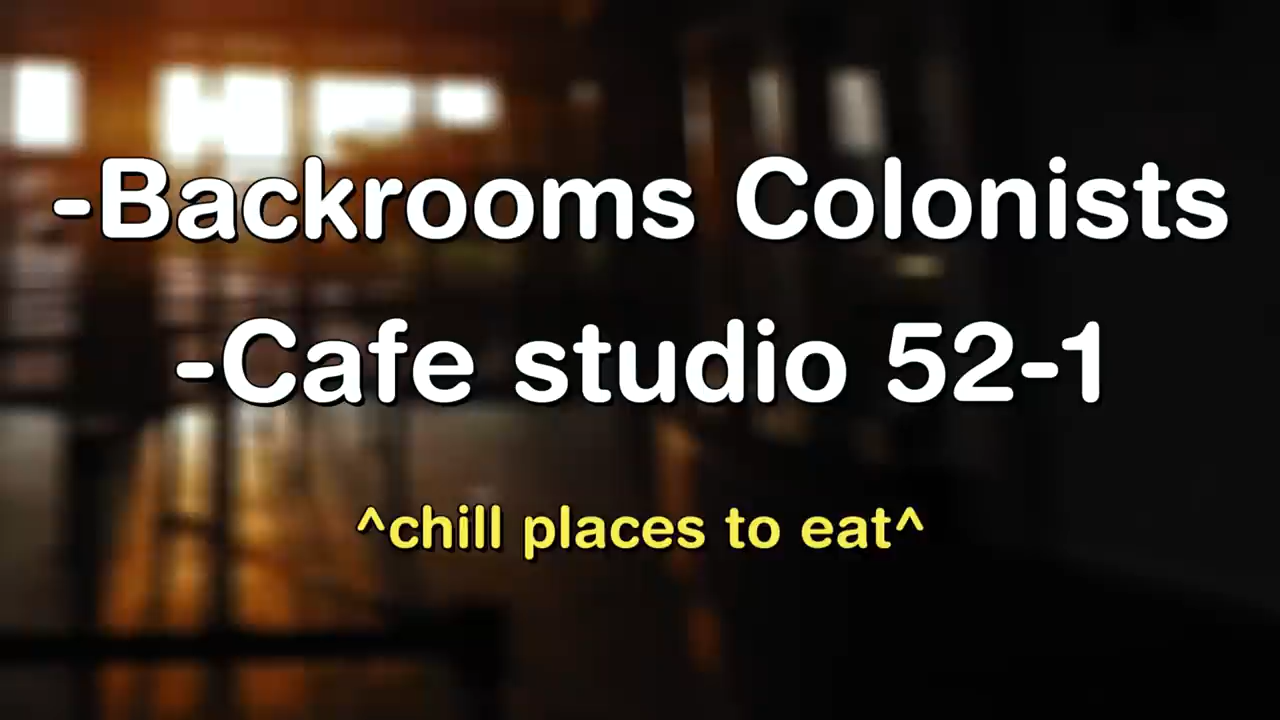 -Backrooms Colonists
-Cafe studio 52-1
^chill places to eat^